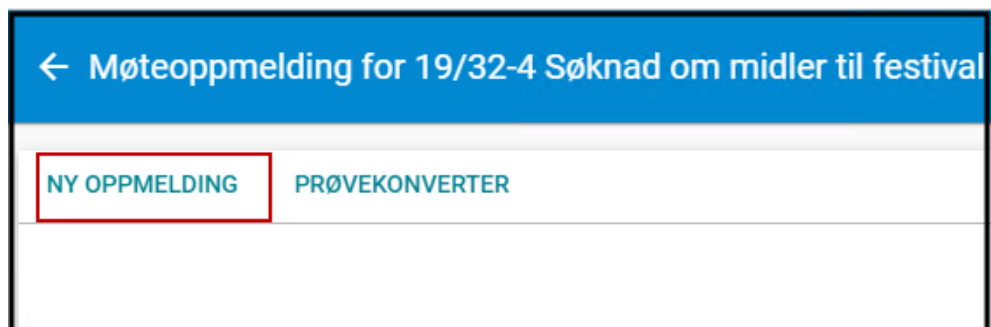 Møteoppmelding for 19/32-4 Søknad om midler til festival
NY OPPMELDING PRØVEKONVERTER